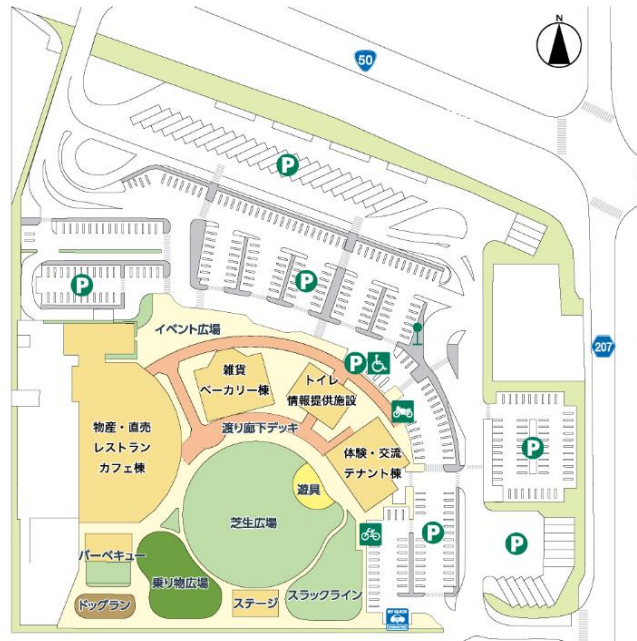 N
50
P
P
P
イベント広場
P
207
雑貨
ベーカリー棟
トイレ
情報提供施設
物産・直売
レストラン
カフェ棟
渡り廊下デッキ
体験・交流
テナント棟
P
遊具
芝生広場
P
P
バーベキュー
乗り物広場
ドッグラン
ステージ
スラックライン
EV QUICK